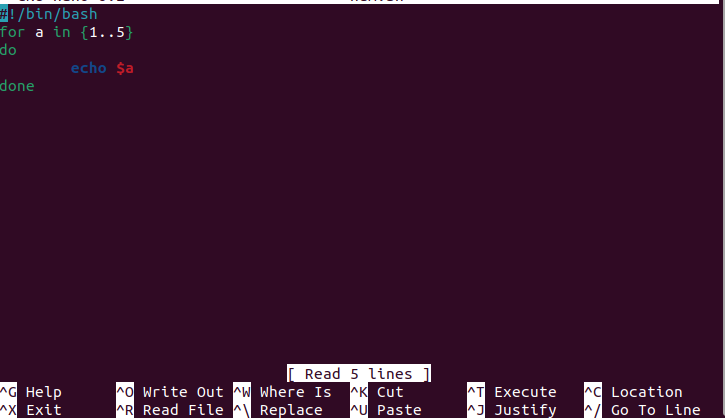 #!/bin/bash
for a in {1..5}
do
        echo $a
done
[ Read 5 lines ]
^G Help ^O Write Out ^W Where Is ^K Cut ^T Execute ^C Location
^X Exit ^R Read File ^\ Replace ^U Paste ^J Justify ^/ Go To Line